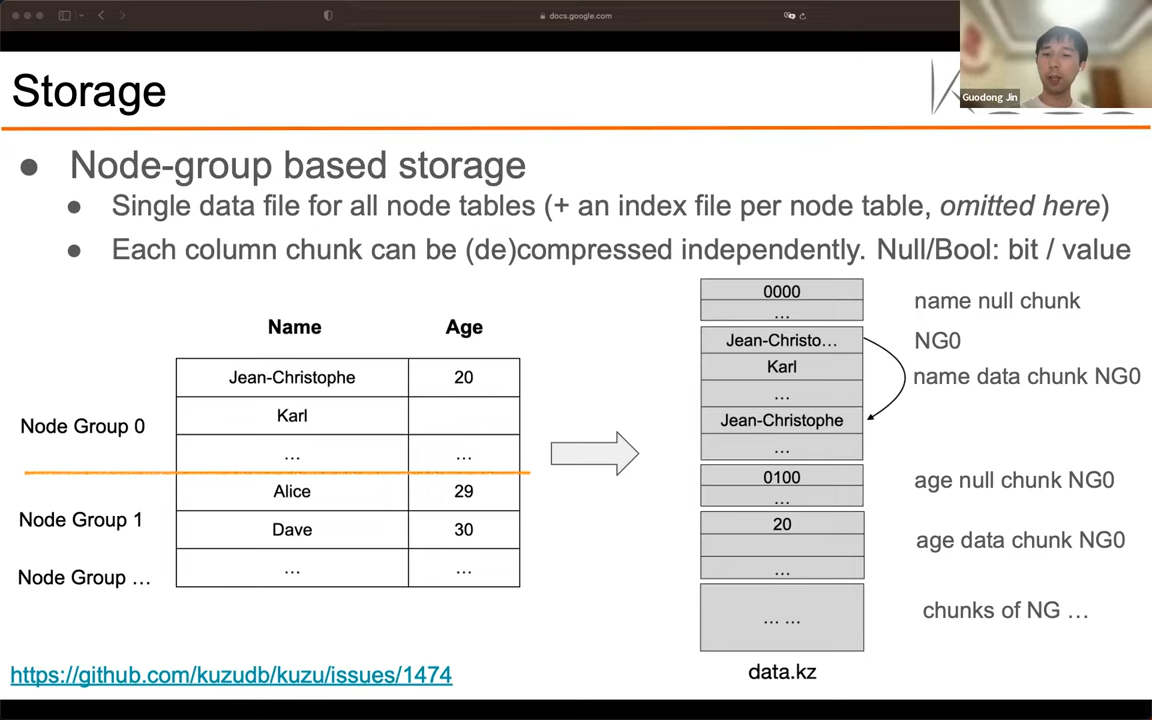 docs.google.com
Guodong Jin
Storage
Node-group based storage
Single data file for all node tables (+ an index file per node table, omitted here)
Each column chunk can be (de)compressed independently. Null/Bool: bit / value
Name Age
Node Group 0
Jean-Christophe 20
Karl
... ...
Node Group 1
Alice 29
Dave 30
Node Group ...
... ...
0000
...
name null chunk
NG0
Jean-Christo...
Karl
name data chunk NG0
...
Jean-Christophe
...
0100
...
age null chunk NG0
20
...
age data chunk NG0
... ...
chunks of NG ...
data.kz
https://github.com/kuzudb/kuzu/issues/1474